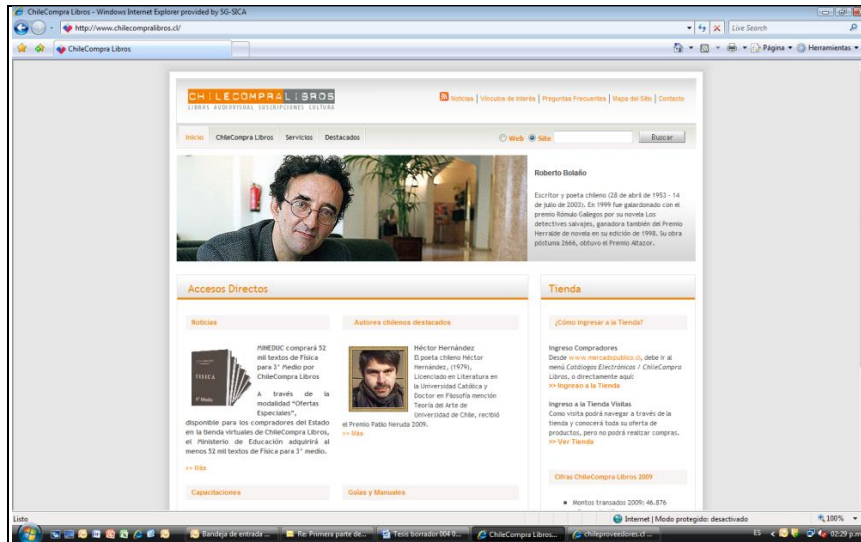 ChileCompra Libros - Windows Internet Explorer provided by SG-SICA
http://www.chilecompralibros.cl/
Live Search
ChileCompra Libros
Página
Herramientas
CHILECOMPRALIBROS
LIBROS AUDIOVISUAL SUSCRIPCIONES CULTURA
Noticias | Vínculos de interés | Preguntas Frecuentes | Mapa del Sitio | Contacto
Inicio
ChileCompra Libros
Servicios
Destacados
Web
Site
Buscar
Roberto Bolaño
Escritor y poeta chileno (28 de abril de 1953 - 14
de julio de 2003). En 1999 fue galardonado con el
premio Rómulo Gallegos por su novela Los
detectives salvajes, ganadora también del Premio
Herralde de novela en su edición de 1998. Su obra
póstuma 2666, obtuvo el Premio Altazor.
Accesos Directos
Noticias
FISICA
3° Medio
MINEDUC comprará 52
mil textos de Física
para 3° Medio por
ChileCompra Libros
A través de la
modalidad "Ofertas
Especiales",
disponible para los compradores del Estado
en la tienda virtuales de ChileCompra Libros,
el Ministerio de Educación adquirirá al
menos 52 mil textos de Física para 3° medio.
>> Más
Capacitaciones
Autores chilenos destacados
Héctor Hernández
El poeta chileno Héctor
Hernández, (1979),
Licenciado en Literatura en
la Universidad Católica y
Doctor en Filosofía mención
Teoría del Arte de
Universidad de Chile, recibió
el Premio Pablo Neruda 2009.
>> Más
Guías y Manuales
Tienda
¿Cómo ingresar a la Tienda?
Ingreso Compradores
Desde www.mercadopublico.cl, debe ir al
menú Catálogos Electrónicos / ChileCompra
Libros, o directamente aquí:
>> Ingreso a la Tienda
Ingreso a la Tienda Visitas
Como visita podrá navegar a través de la
tienda y conocerá toda su oferta de
productos, pero no podrá realizar compras.
>> Ver Tienda
Cifras ChileCompra Libros 2009
Montos transados 2009: 46.876
Listo
Internet | Modo protegido: desactivado
100%
Bandeja de entrada ...
Re: Primera parte de...
Tesis borrador 004 0...
ChileCompra Libros...
chileproveedores.cl ...
ES
02:29 p.m.